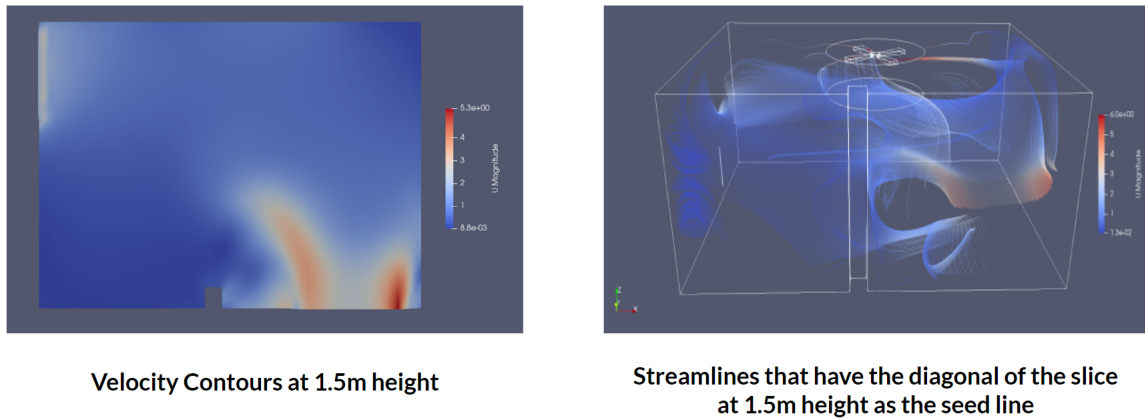 5.3e+00
4
3
2
1
8.8e-03
U Magnitude
6.0e+00
5
4
3
2
1
1.3e-02
U Magnitude
Z
Y
X
Velocity Contours at 1.5m height
Streamlines that have the diagonal of the slice
at 1.5m height as the seed line